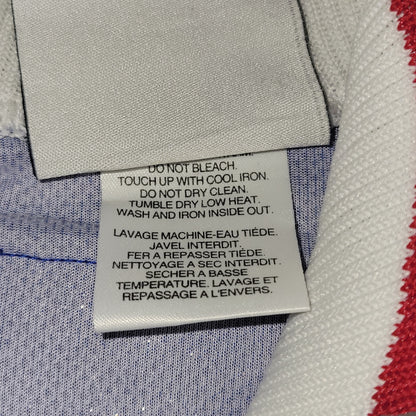 DO NOT BLEACH.
TOUCH UP WITH COOL IRON.
DO NOT DRY CLEAN.
TUMBLE DRY LOW HEAT.
WASH AND IRON INSIDE OUT.
LAVAGE MACHINE-EAU TIÉDE.
JAVEL INTERDIT.
FER A REPASSER TIÉDE.
NETTOYAGE A SEC INTERDIT.
SECHER A BASSE
TEMPERATURE. LAVAGE ET
REPASSAGE A L'ENVERS.